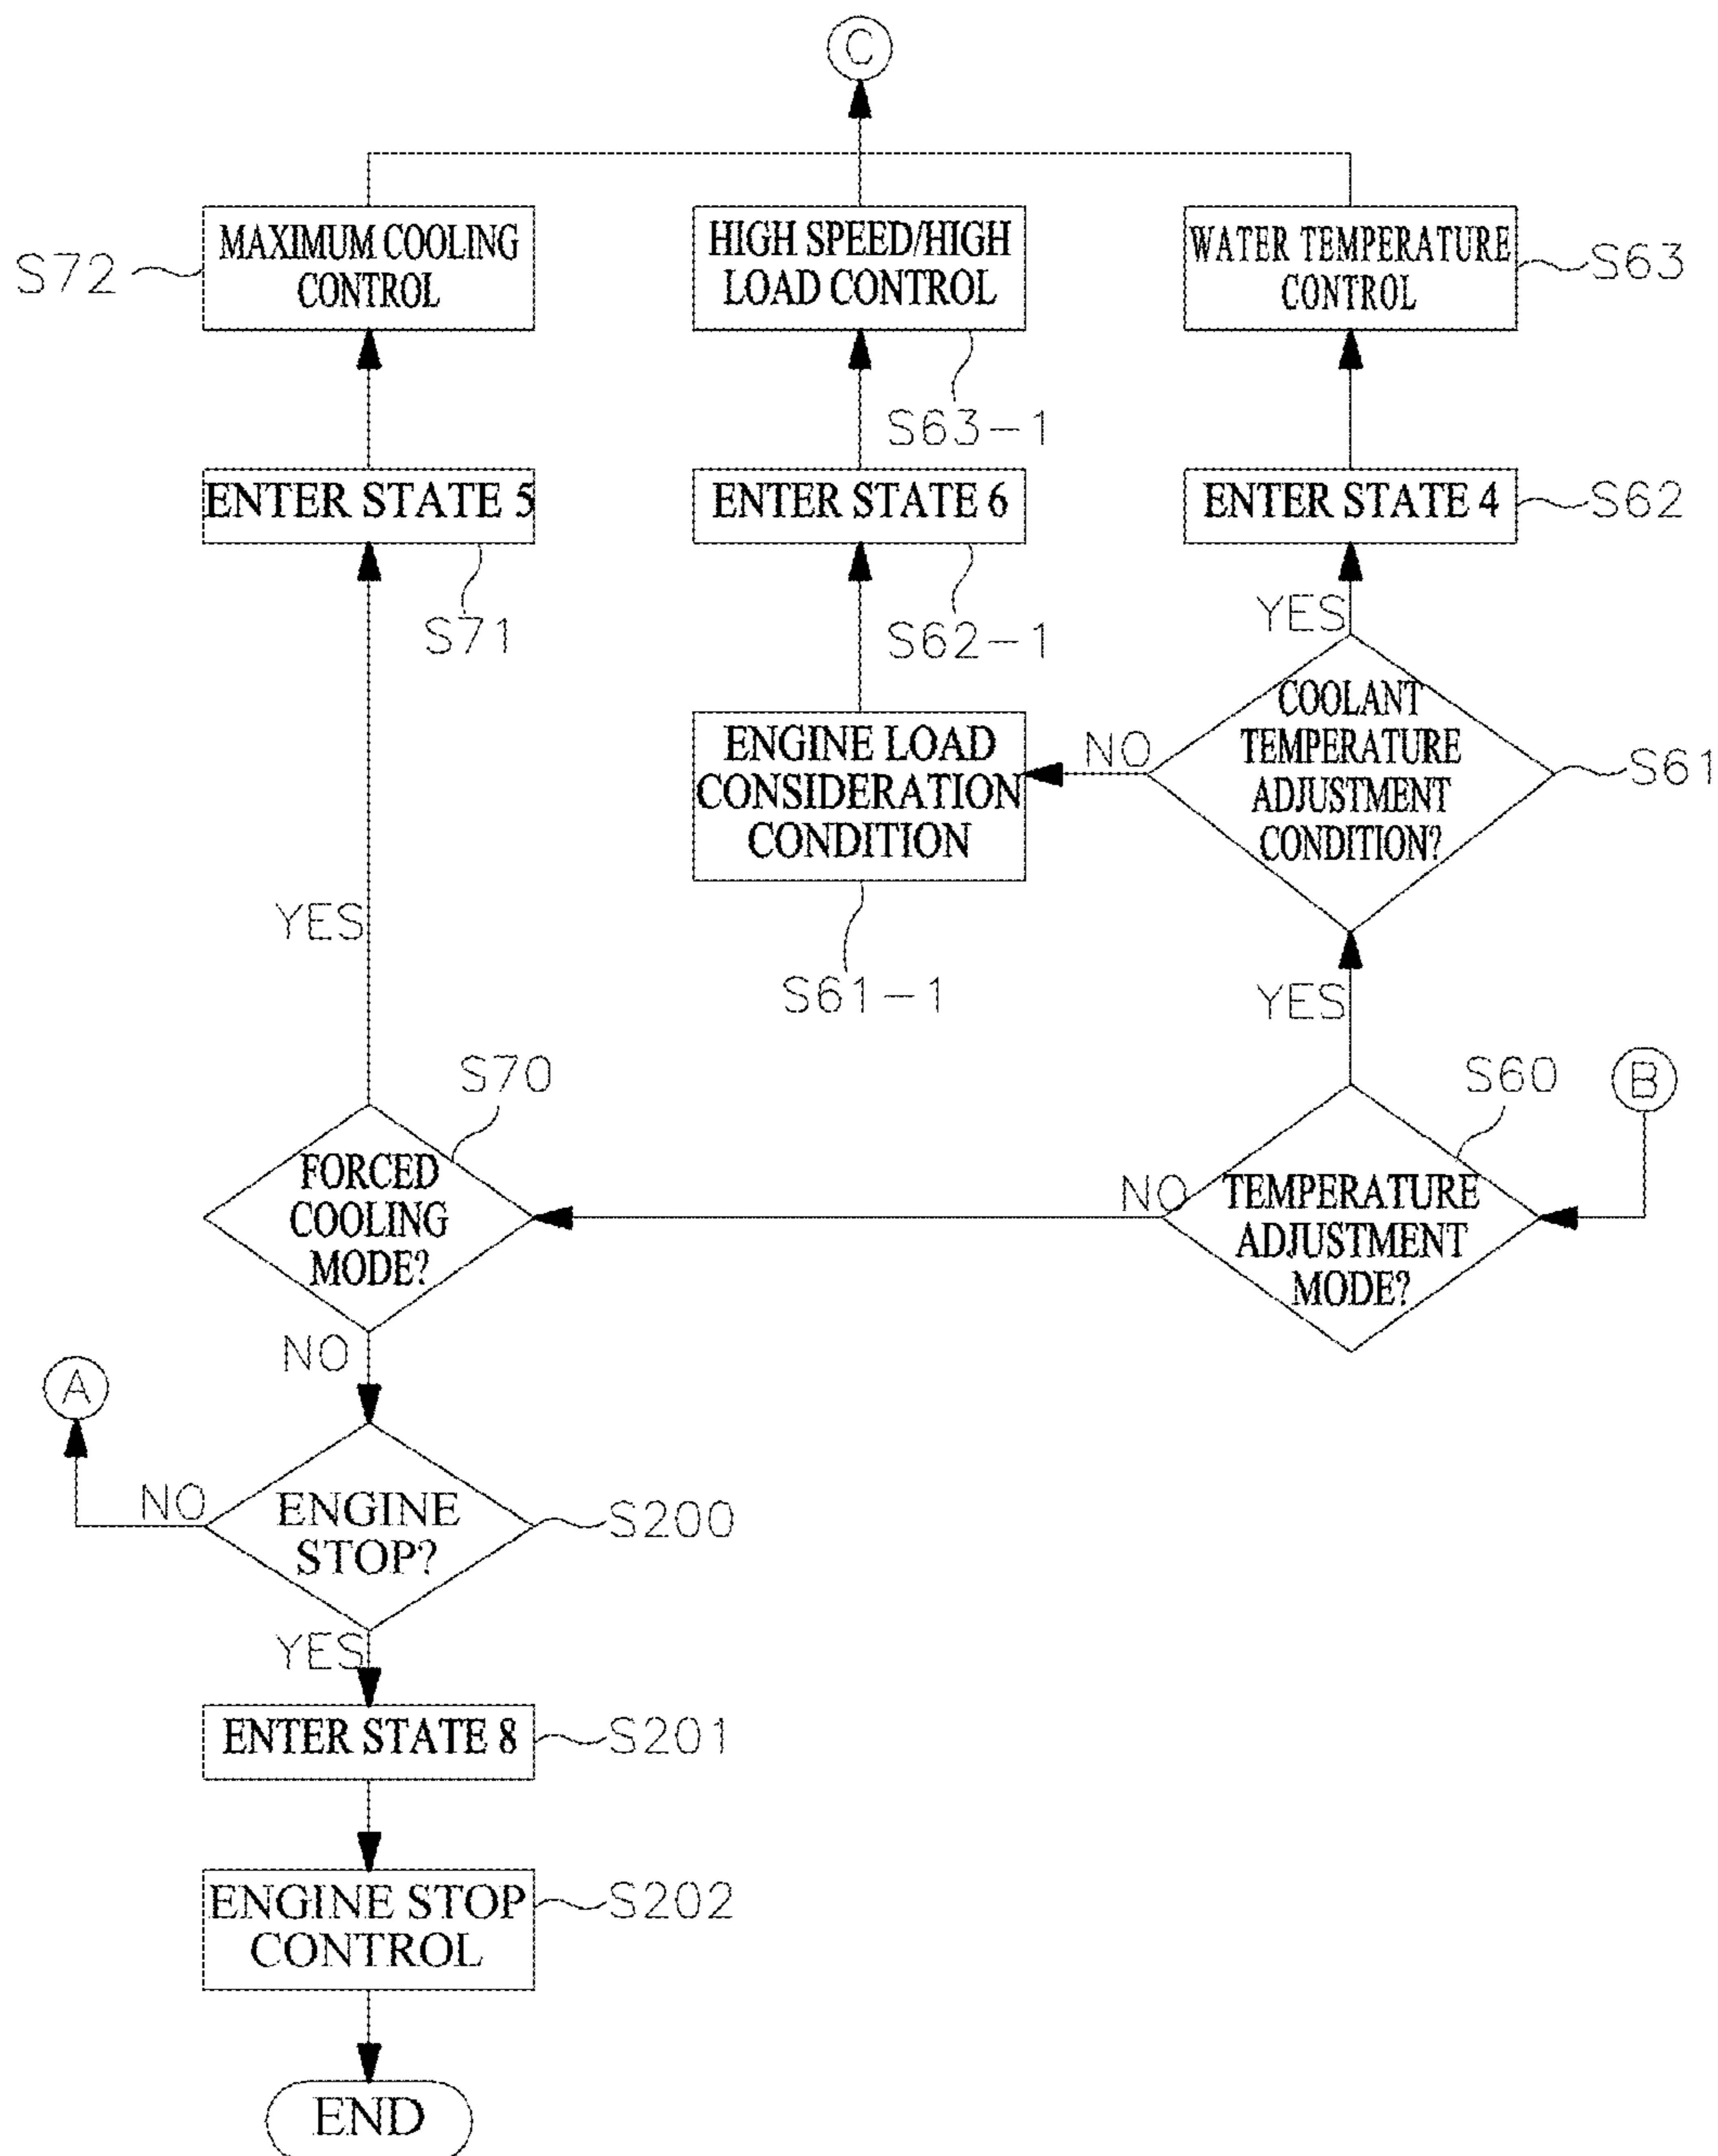 C
MAXIMUM COOLING
CONTROL
S72
HIGH SPEED/HIGH
LOAD CONTROL
S63-1
WATER TEMPERATURE
CONTROL
S63
ENTER STATE 5
S71
ENTER STATE 6
S62-1
ENTER STATE 4
S62
YES
COOLANT
TEMPERATURE
ADJUSTMENT
CONDITION?
S61
NO
ENGINE LOAD
CONSIDERATION
CONDITION
S61-1
YES
YES
S70
S60
B
FORCED
COOLING
MODE?
NO
TEMPERATURE
ADJUSTMENT
MODE?
NO
A
NO
ENGINE
STOP?
S200
YES
ENTER STATE 8
S201
ENGINE STOP
CONTROL
S202
END